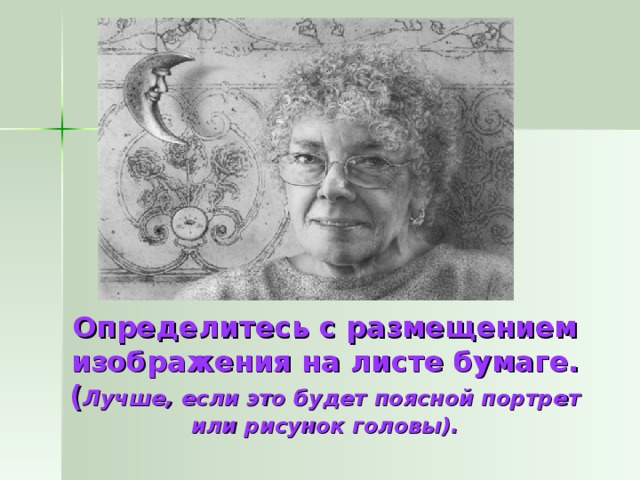 Определитесь с размещением
изображения на листе бумаге.
(Лучше, если это будет поясной портрет
или рисунок головы).